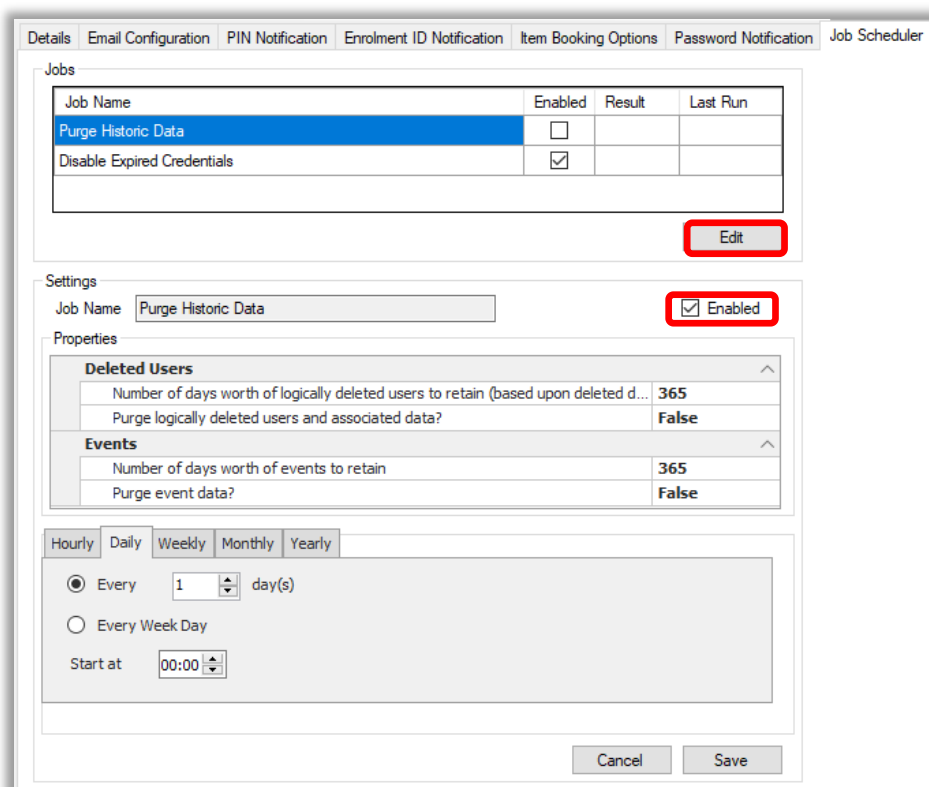 Details Email Configuration PIN Notification Enrolment ID Notification Item Booking Options Password Notification Job Scheduler
Jobs
Job Name Enabled Result Last Run
Purge Historic Data
Disable Expired Credentials
Edit
Settings
Job Name Purge Historic Data Enabled
Properties
Deleted Users
Number of days worth of logically deleted users to retain (based upon deleted d... 365
Purge logically deleted users and associated data? False
Events
Number of days worth of events to retain 365
Purge event data? False
Hourly Daily Weekly Monthly Yearly
Every 1 day(s)
Every Week Day
Start at 00:00
Cancel Save